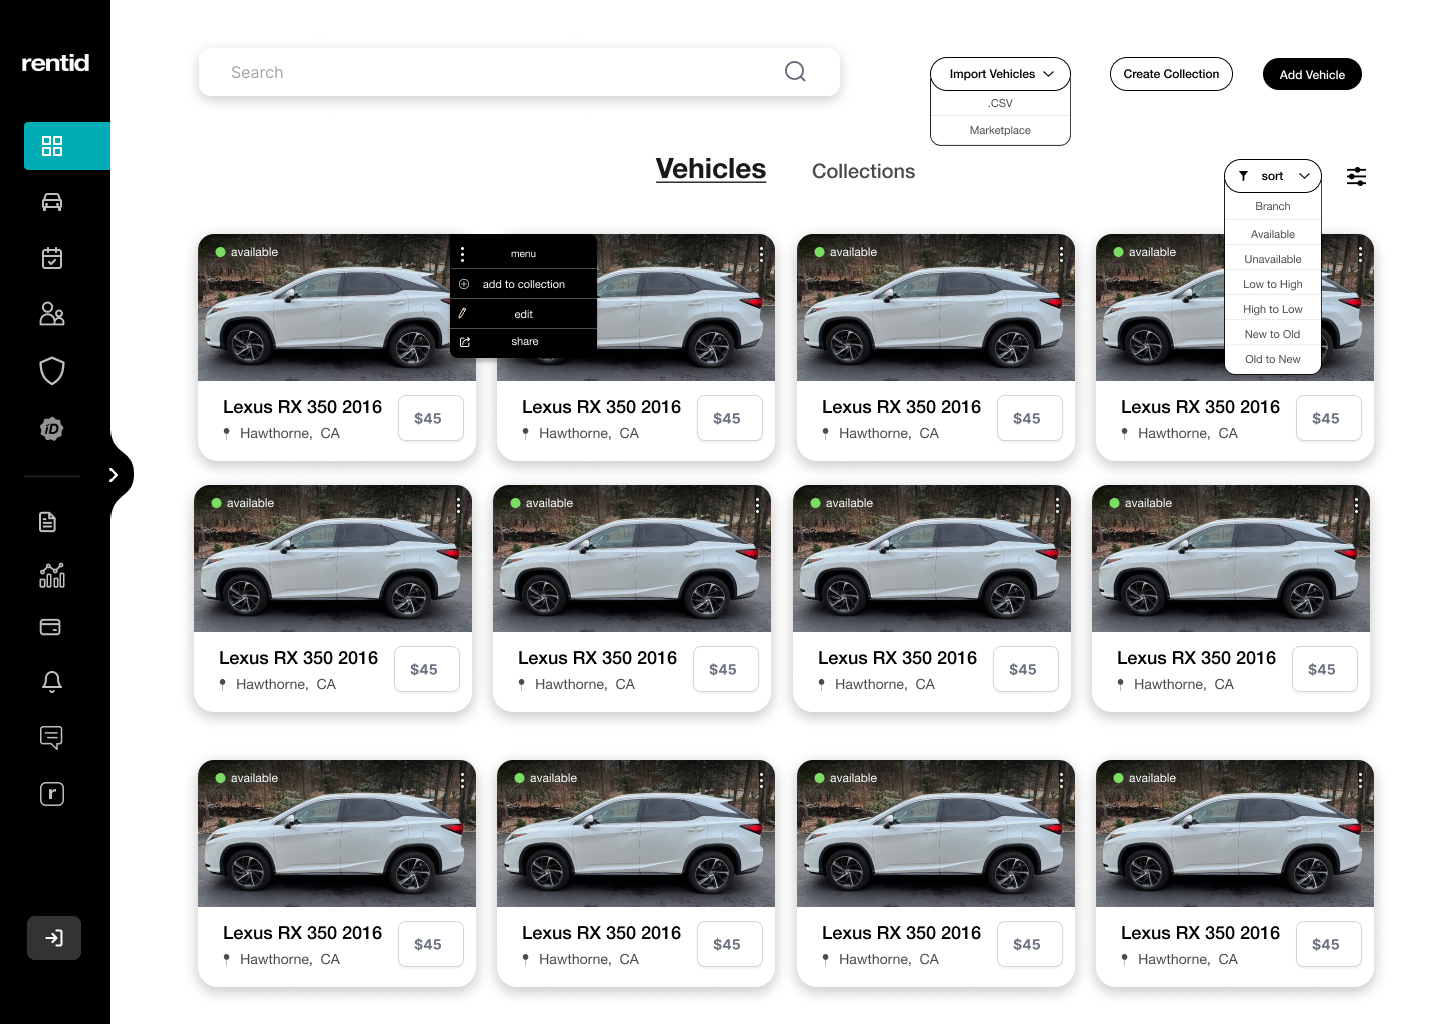 rentid
Search
Import Vehicles
.CSV
Marketplace
Create Collection
Add Vehicle
Vehicles
Collections
sort
Branch
Available
Unavailable
Low to High
High to Low
New to Old
Old to New
available
menu
add to collection
edit
share
available
Lexus RX 350 2016
$45
Hawthorne, CA
Lexus RX 350 2016
$45
Hawthorne, CA
Lexus RX 350 2016
$45
Hawthorne, CA
Lexus RX 350 2016
$45
Hawthorne, CA
iD
available
available
available
available
Lexus RX 350 2016
$45
Hawthorne, CA
Lexus RX 350 2016
$45
Hawthorne, CA
Lexus RX 350 2016
$45
Hawthorne, CA
Lexus RX 350 2016
$45
Hawthorne, CA
r
available
available
available
available
Lexus RX 350 2016
$45
Hawthorne, CA
Lexus RX 350 2016
$45
Hawthorne, CA
Lexus RX 350 2016
$45
Hawthorne, CA
Lexus RX 350 2016
$45
Hawthorne, CA